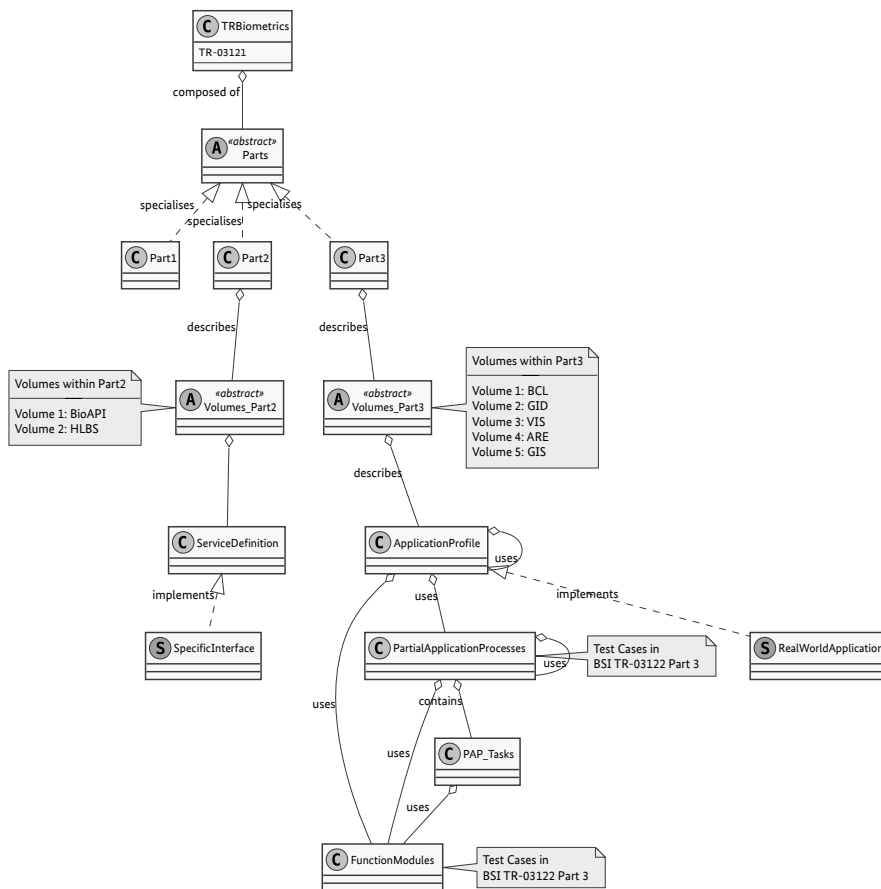 C TRBiometrics
TR-03121
composed of
«abstract»
A Parts
specialises
specialises
specialises
C Part1
C Part2
C Part3
describes
describes
Volumes within Part2
Volume 1: BioAPI
Volume 2: HLBS
«abstract»
A Volumes_Part2
«abstract»
A Volumes_Part3
Volumes within Part3
Volume 1: BCL
Volume 2: GID
Volume 3: VIS
Volume 4: ARE
Volume 5: GIS
describes
C ServiceDefinition
C ApplicationProfile
uses
implements
uses
implements
S SpecificInterface
C PartialApplicationProcesses
uses
Test Cases in
BSI TR-03122 Part 3
S RealWorldApplication
uses
contains
uses
C PAP_Tasks
uses
C FunctionModules
Test Cases in
BSI TR-03122 Part 3